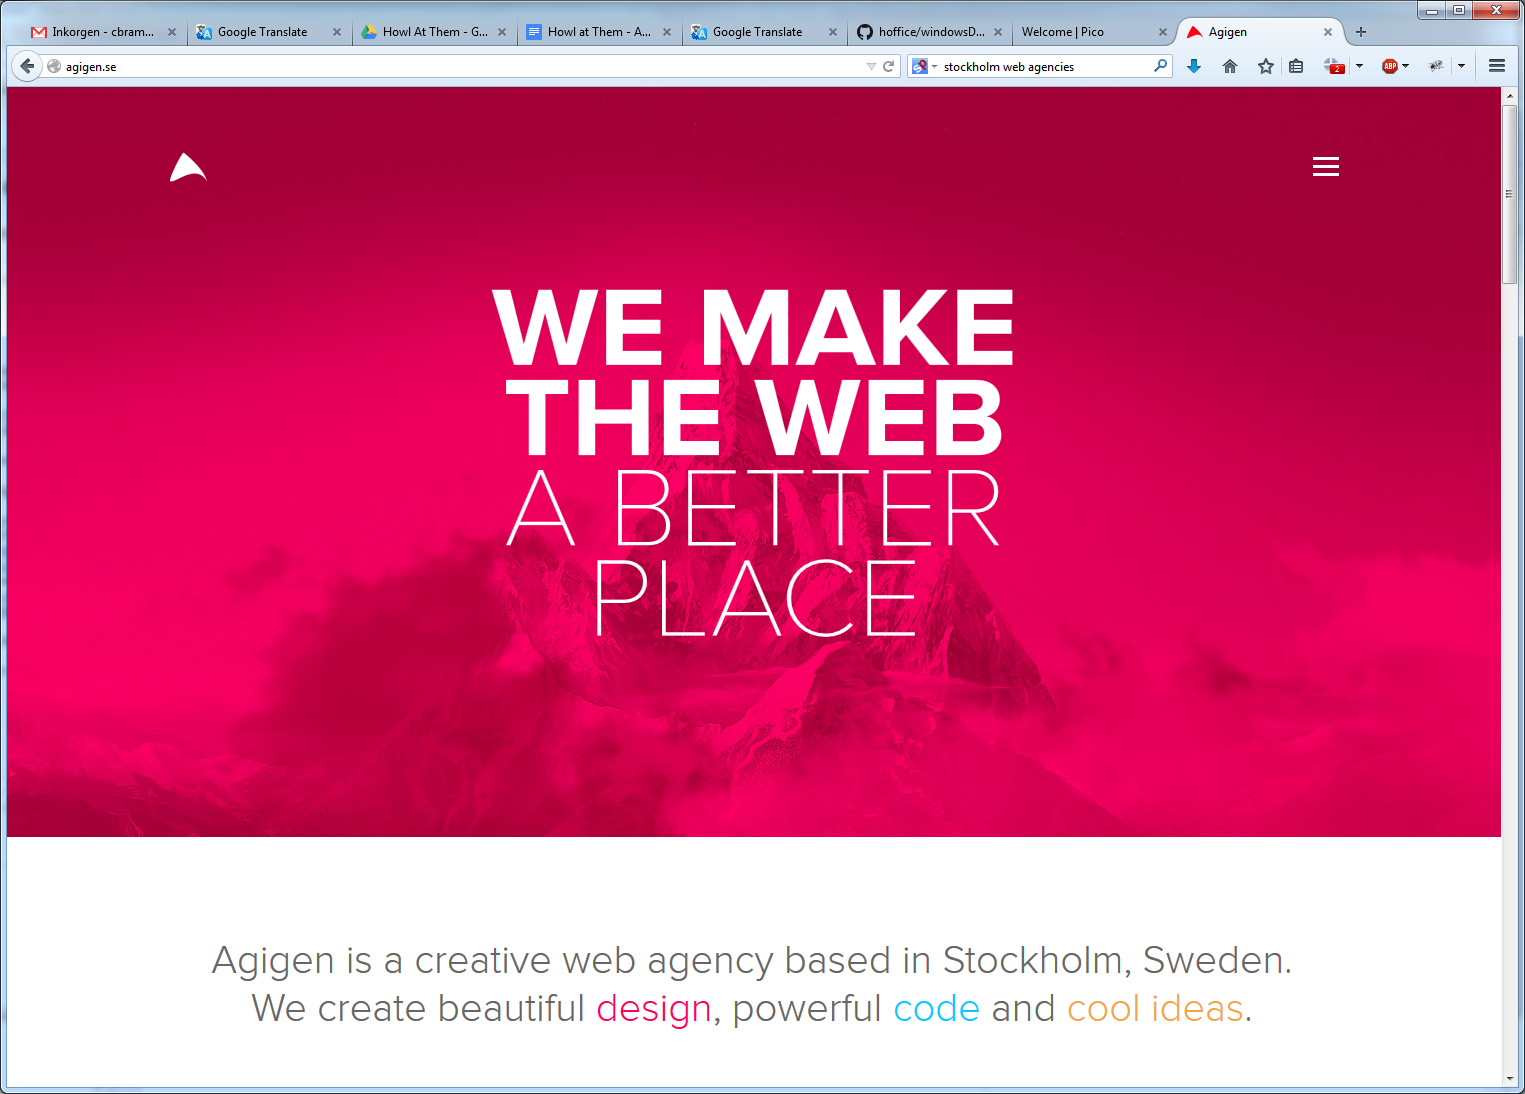 Inkorgen - cbram...
Google Translate
Howl At Them - G...
Howl at Them - A...
Google Translate
hoffice/windowsD...
Welcome | Pico
Agigen
agigen.se
stockholm web agencies
2
ABP
WE MAKE
THE WEB
A BETTER
PLACE
Agigen is a creative web agency based in Stockholm, Sweden.
We create beautiful design, powerful code and cool ideas.